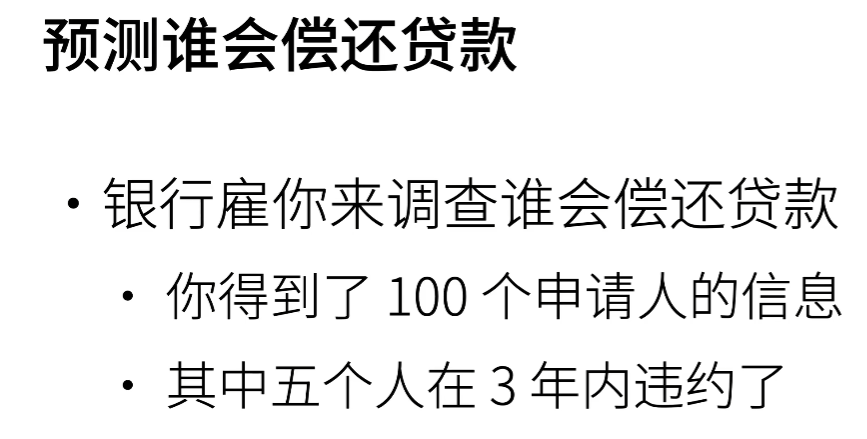 预测谁会偿还贷款
• 银行雇你来调查谁会偿还贷款
• 你得到了 100 个申请人的信息
• 其中五个人在 3 年内违约了